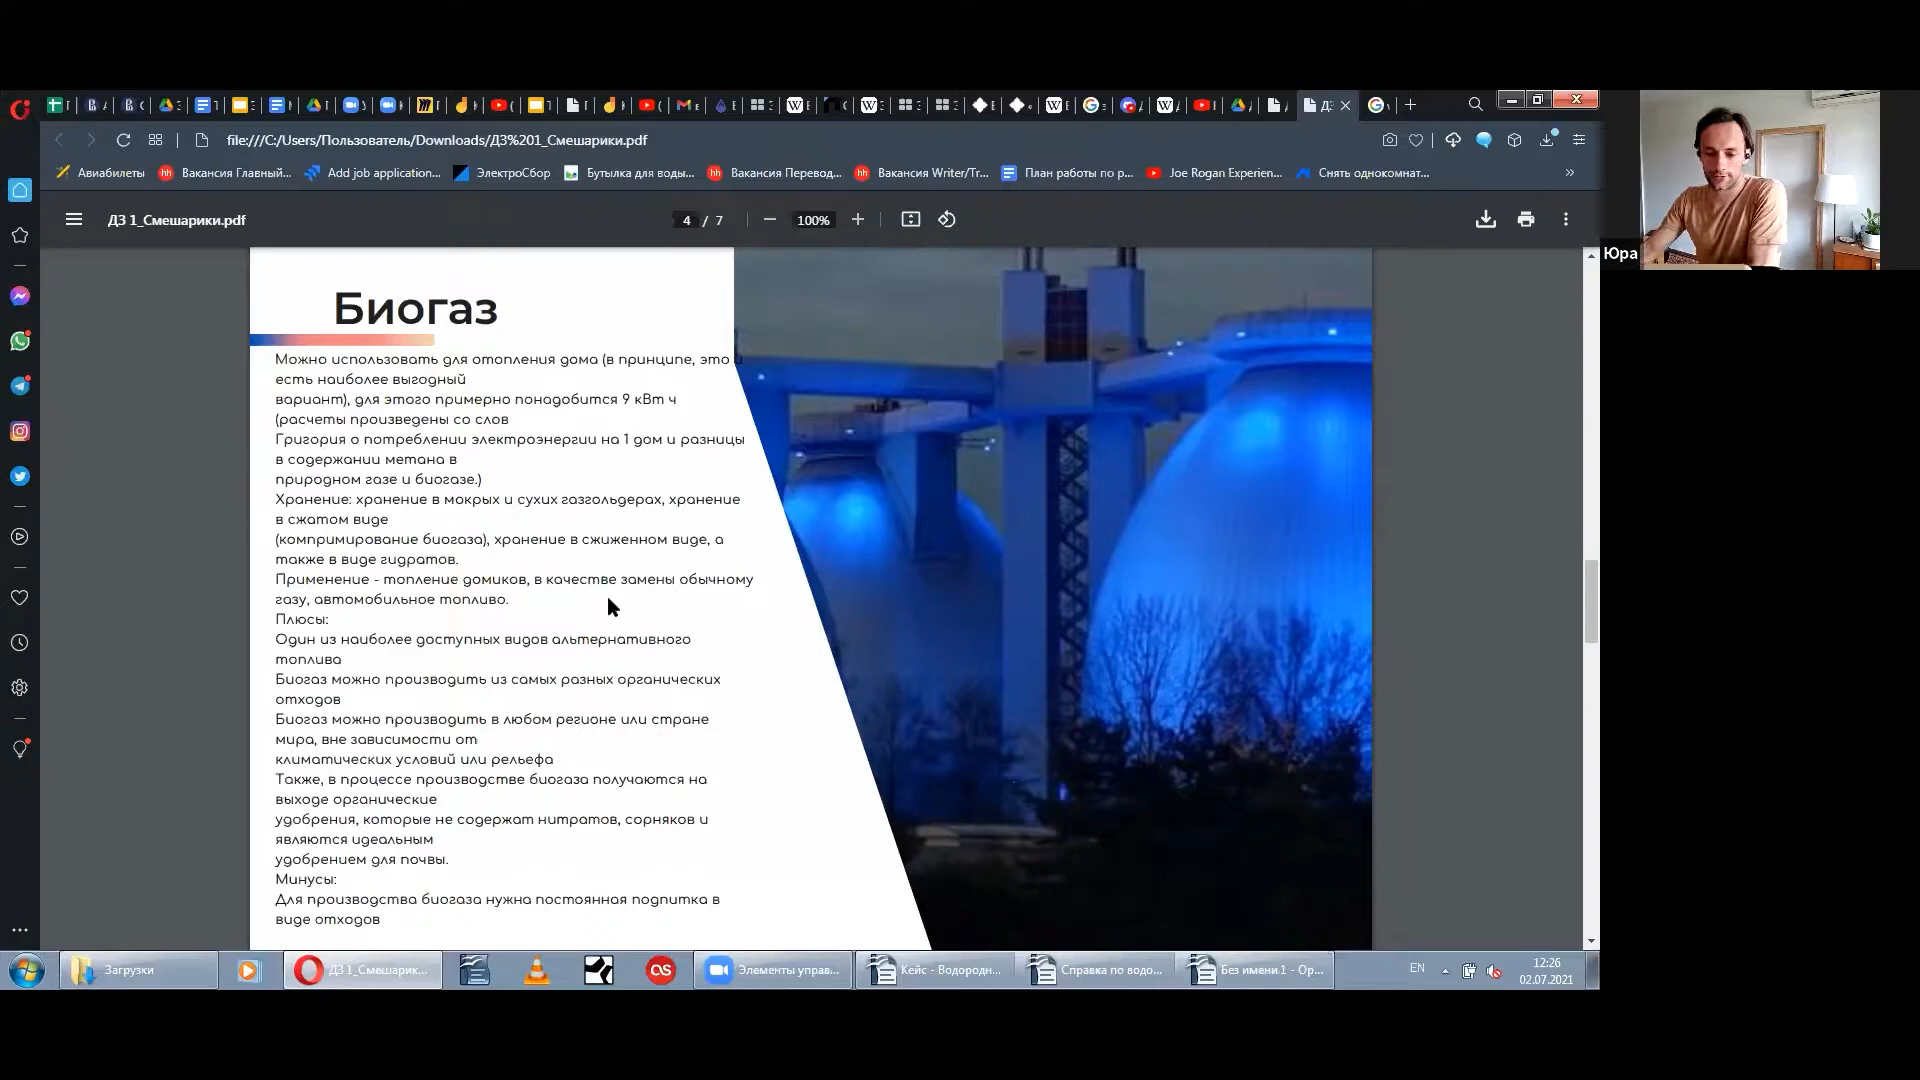 file:///C:/Users/Пользователь/Downloads/ДЗ%201_Смешарики.pdf
Авиабилеты
Вакансия Главный...
Add job application...
ЭлектроСбор
Бутылка для воды...
Вакансия Перевод...
Вакансия Writer/Tr...
План работы по р...
Joe Rogan Experien...
Снять однокомнат...
ДЗ 1_Смешарики.pdf
4 / 7
100%
Юра
Биогаз
Можно использовать для отопления дома (в принципе, это и
есть наиболее выгодный
вариант), для этого примерно понадобится 9 кВт ч
(расчеты произведены со слов
Григория о потреблении электроэнергии на 1 дом и разницы
в содержании метана в
природном газе и биогазе.)
Хранение: хранение в мокрых и сухих газгольдерах, хранение
в сжатом виде
(компримирование биогаза), хранение в сжиженном виде, а
также в виде гидратов.
Применение - топление домиков, в качестве замены обычному
газу, автомобильное топливо.
Плюсы:
Один из наиболее доступных видов альтернативного
топлива
Биогаз можно производить из самых разных органических
отходов
Биогаз можно производить в любом регионе или стране
мира, вне зависимости от
климатических условий или рельефа
Также, в процессе производстве биогаза получаются на
выходе органические
удобрения, которые не содержат нитратов, сорняков и
являются идеальным
удобрением для почвы.
Минусы:
Для производства биогаза нужна постоянная подпитка в
виде отходов
Загрузки
ДЗ 1_Смешарик...
Элементы управ...
Кейс - Водородн...
Справка по водо...
Без имени 1 - Op...
EN
12:26
02.07.2021